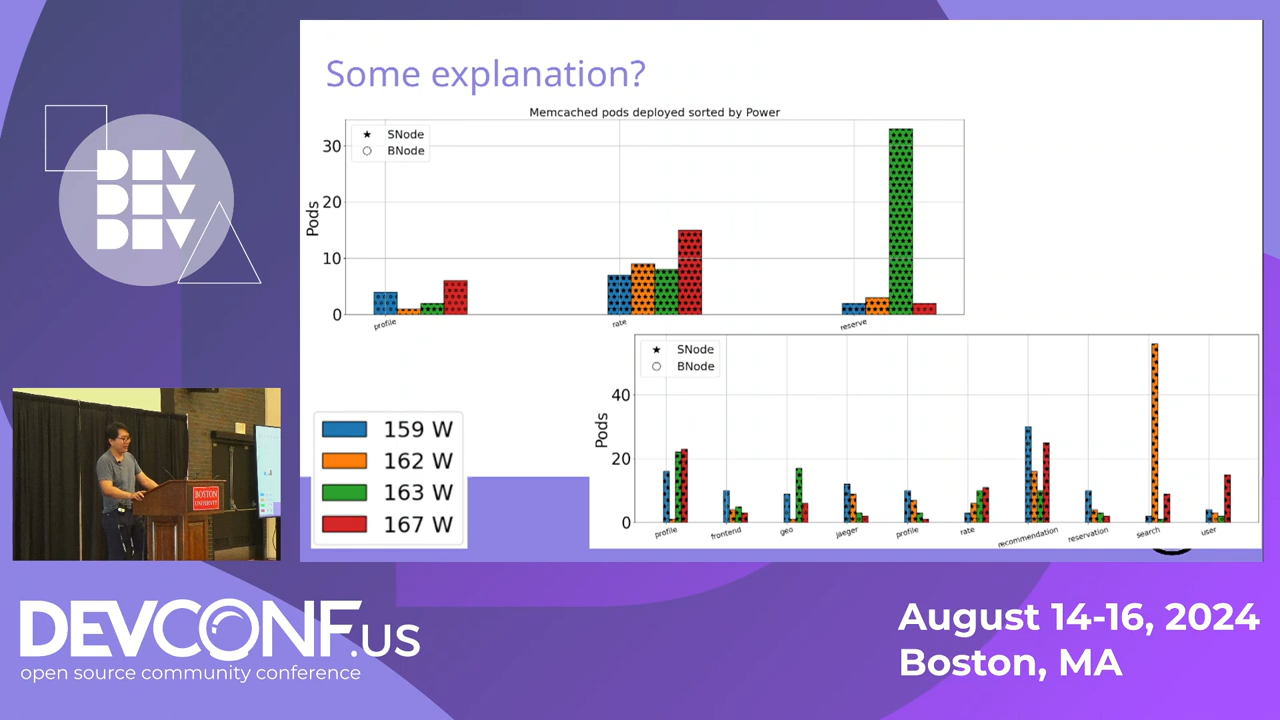 DEV
DEV
DEV
Some explanation?
Memcached pods deployed sorted by Power
SNode
BNode
Pods
30
20
10
0
profile
rate
reserve
159 W
162 W
163 W
167 W
SNode
BNode
Pods
40
20
0
profile
frontend
geo
jaeger
profile
rate
recommendation
reservation
search
user
BOSTON
UNIVERSITY
DEVCONF.US
open source community conference
August 14-16, 2024
Boston, MA